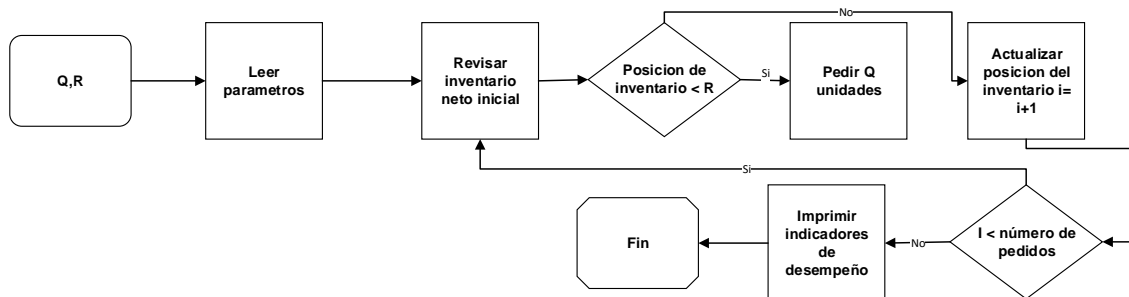 Q,R
Leer
parametros
Revisar
inventario
neto inicial
Posicion de
inventario < R
No
Si
Pedir Q
unidades
Actualizar
posicion del
inventario i=
i+1
Si
I < número de
pedidos
No
Imprimir
indicadores
de
desempeño
Fin